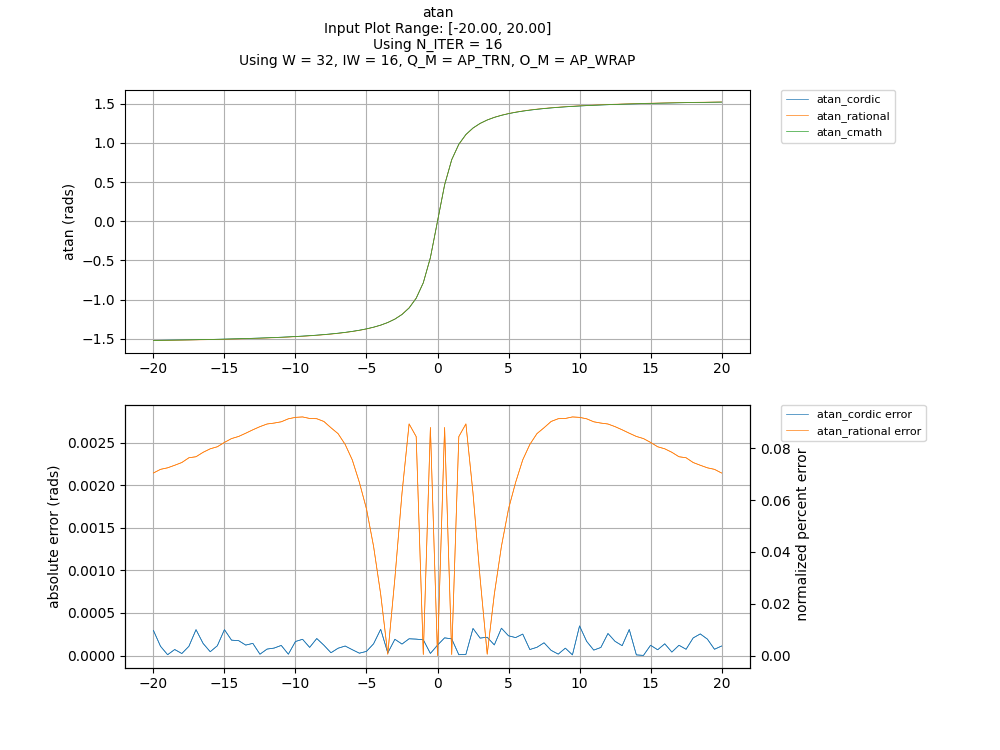 atan
Input Plot Range: [-20.00, 20.00]
Using N_ITER = 16
Using W = 32, IW = 16, Q_M = AP_TRN, O_M = AP_WRAP
atan_cordic
atan_rational
atan_cmath
1.5
1.0
0.5
0.0
−0.5
−1.0
−1.5
atan (rads)
−20 −15 −10 −5 0 5 10 15 20
atan_cordic error
atan_rational error
0.0025
0.0020
0.0015
0.0010
0.0005
0.0000
absolute error (rads)
0.08
0.06
0.04
0.02
0.00
normalized percent error
−20 −15 −10 −5 0 5 10 15 20